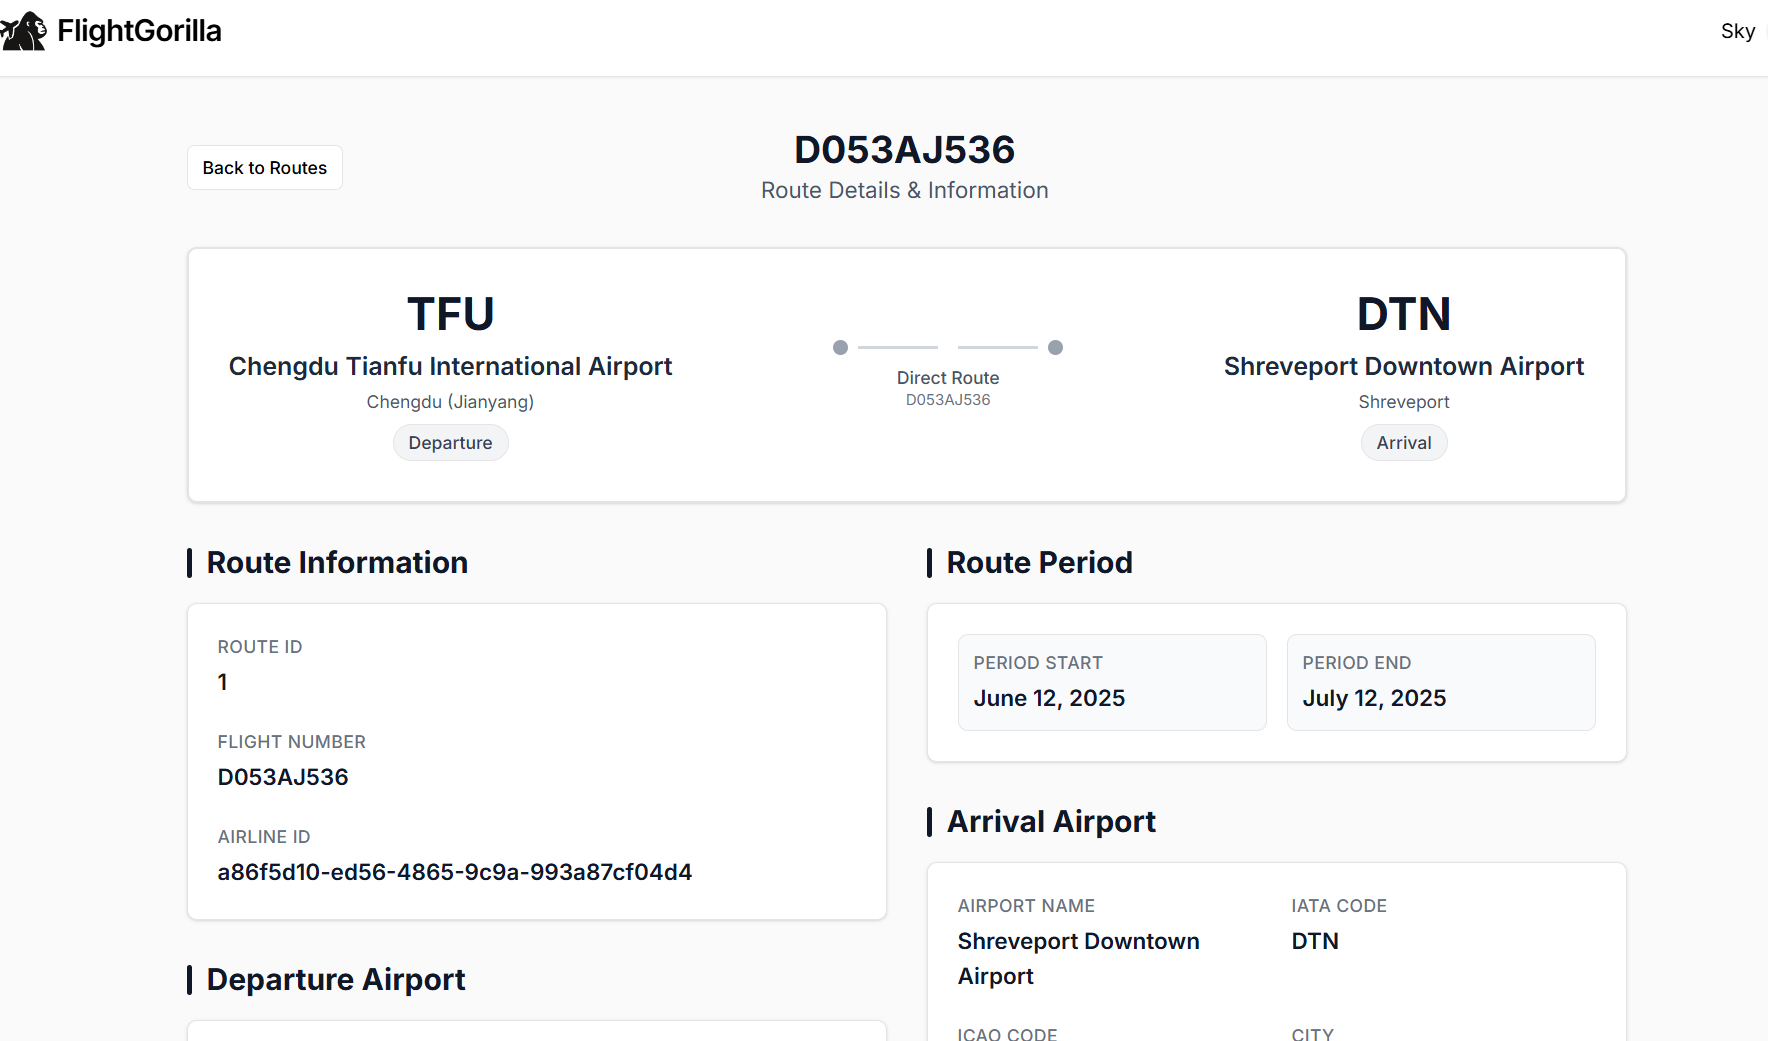 FlightGorilla
Sky
Back to Routes
D053AJ536
Route Details & Information
TFU
Chengdu Tianfu International Airport
Chengdu (Jianyang)
Departure
Direct Route
D053AJ536
DTN
Shreveport Downtown Airport
Shreveport
Arrival
Route Information
ROUTE ID
1
FLIGHT NUMBER
D053AJ536
AIRLINE ID
a86f5d10-ed56-4865-9c9a-993a87cf04d4
Departure Airport
Route Period
PERIOD START
June 12, 2025
PERIOD END
July 12, 2025
Arrival Airport
AIRPORT NAME
Shreveport Downtown
Airport
IATA CODE
DTN
ICAO CODE
CITY